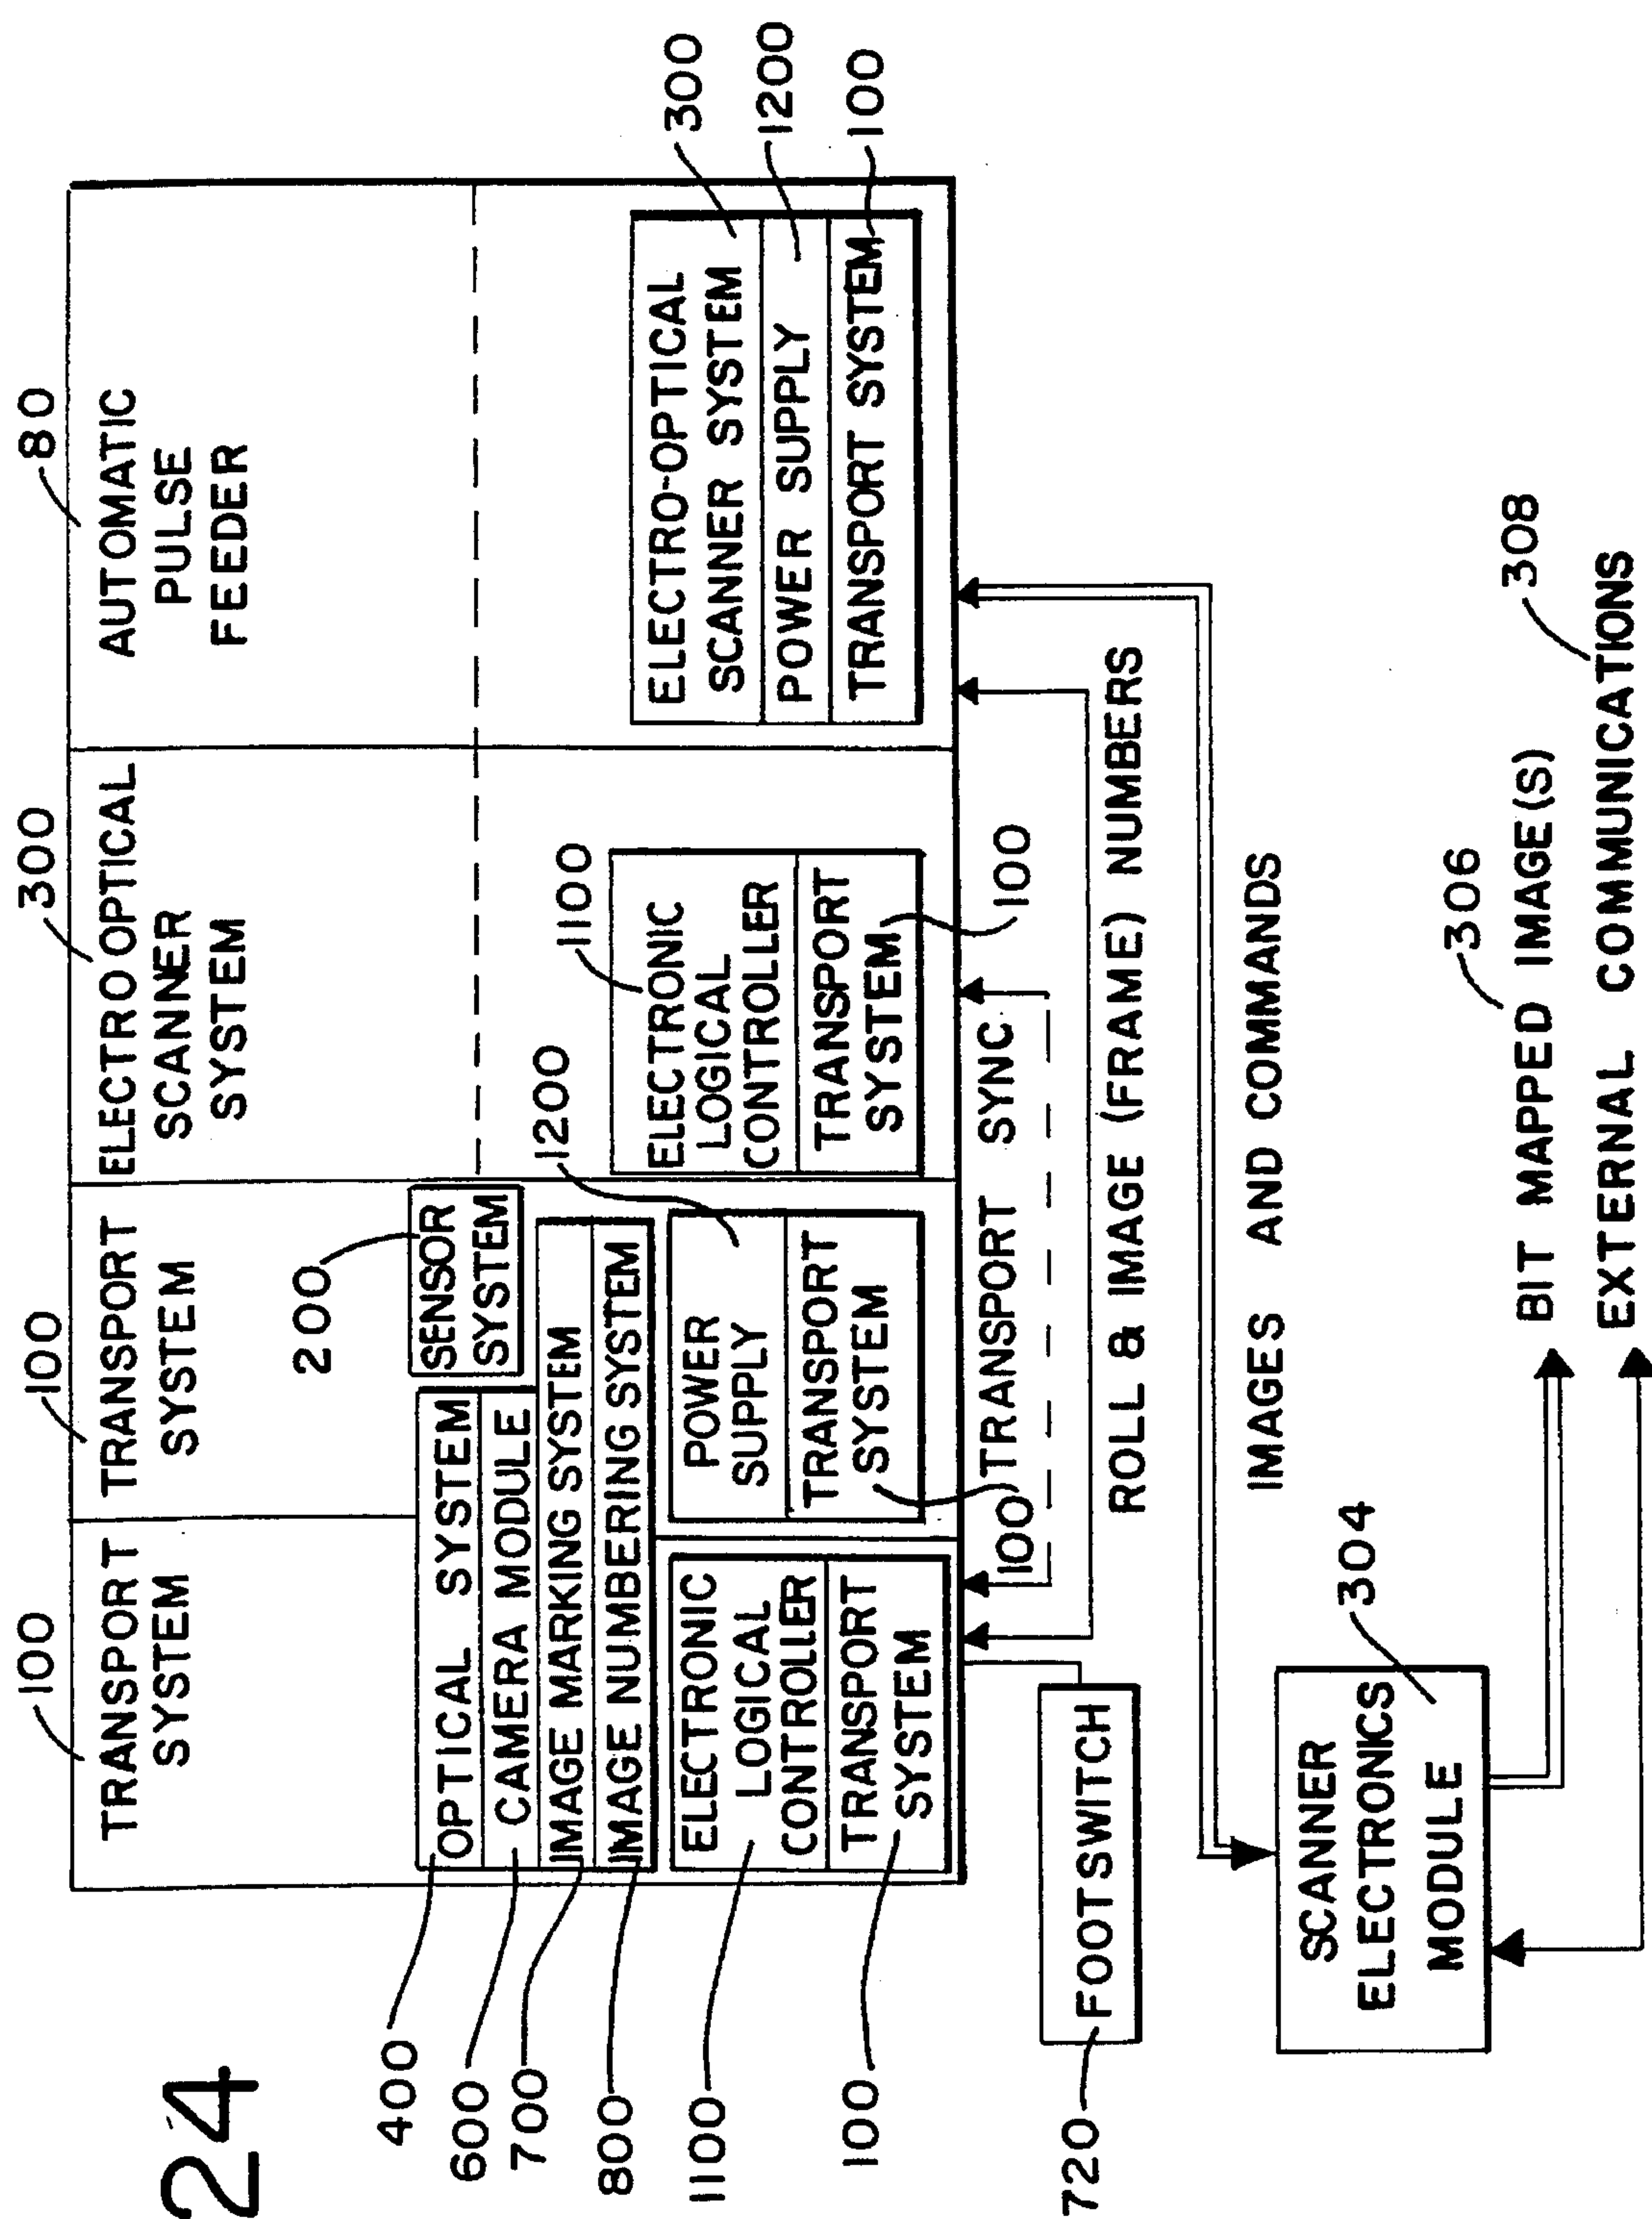 24
100
TRANSPORT
SYSTEM
100
TRANSPORT
SYSTEM
300
ELECTRO OPTICAL
SCANNER
SYSTEM
80
AUTOMATIC
PULSE
FEEDER
200
SENSOR
SYSTEM
400
OPTICAL SYSTEM
600
CAMERA MODULE
700
IMAGE MARKING SYSTEM
800
IMAGE NUMBERING SYSTEM
1100
ELECTRONIC
LOGICAL
CONTROLLER
100
TRANSPORT
SYSTEM
1200
POWER
SUPPLY
TRANSPORT
SYSTEM
100
1100
ELECTRONIC
LOGICAL
CONTROLLER
TRANSPORT
SYSTEM
100
ELECTRO-OPTICAL
SCANNER SYSTEM
300
POWER SUPPLY
1200
TRANSPORT SYSTEM
100
TRANSPORT SYNC
720
FOOTSWITCH
ROLL & IMAGE (FRAME) NUMBERS
IMAGES AND COMMANDS
SCANNER
ELECTRONICS
MODULE
304
306
BIT MAPPED IMAGE(S)
308
EXTERNAL COMMUNICATIONS